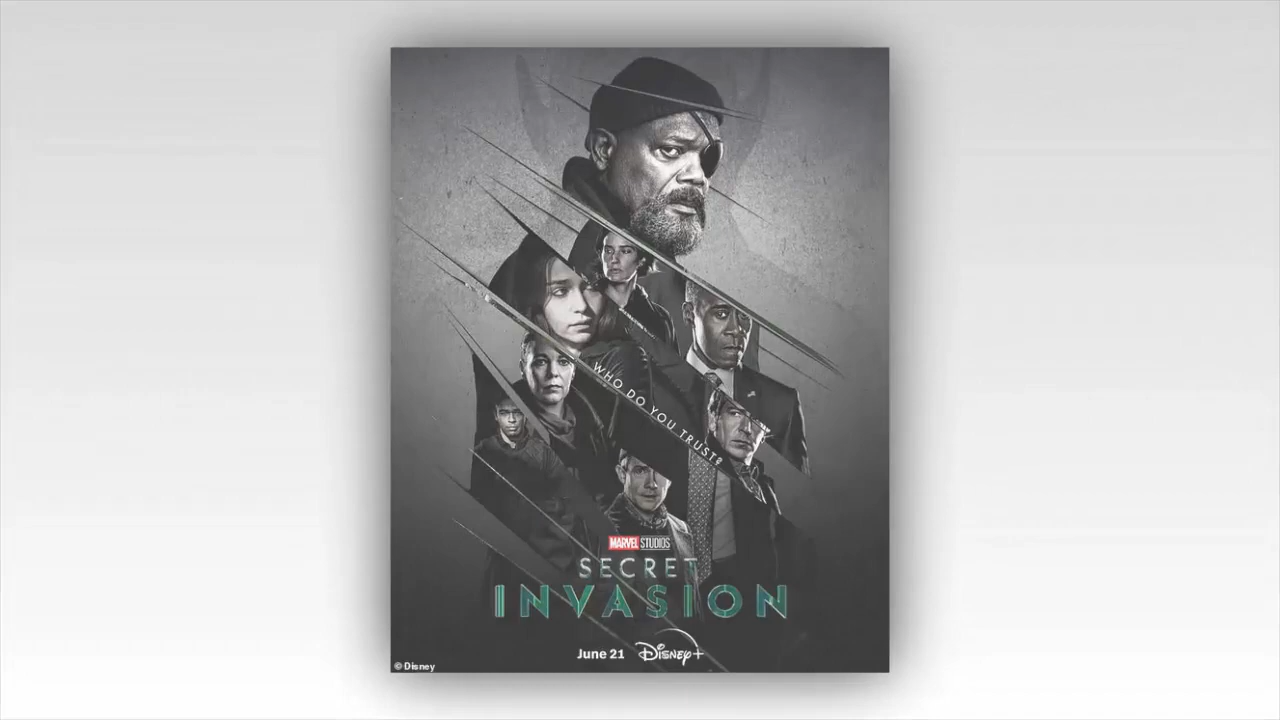 WHO DO YOU TRUST?
MARVEL STUDIOS
SECRET
INVASION
June 21 Disney+
© Disney